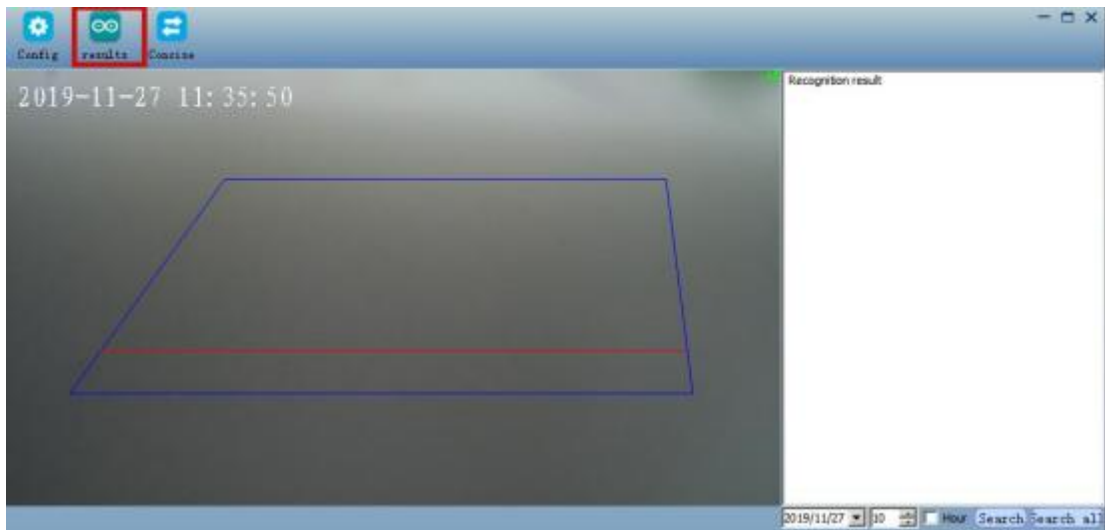 Config results Concise
2019-11-27 11:35:50
Recognition result
2019/11/27 10 Hour Search Search all